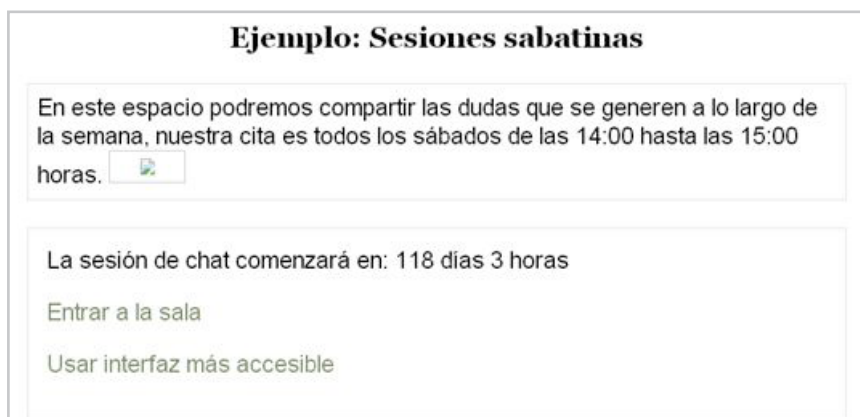 Ejemplo: Sesiones sabatinas
En este espacio podremos compartir las dudas que se generen a lo largo de
la semana, nuestra cita es todos los sábados de las 14:00 hasta las 15:00
horas.
La sesión de chat comenzará en: 118 días 3 horas
Entrar a la sala
Usar interfaz más accesible